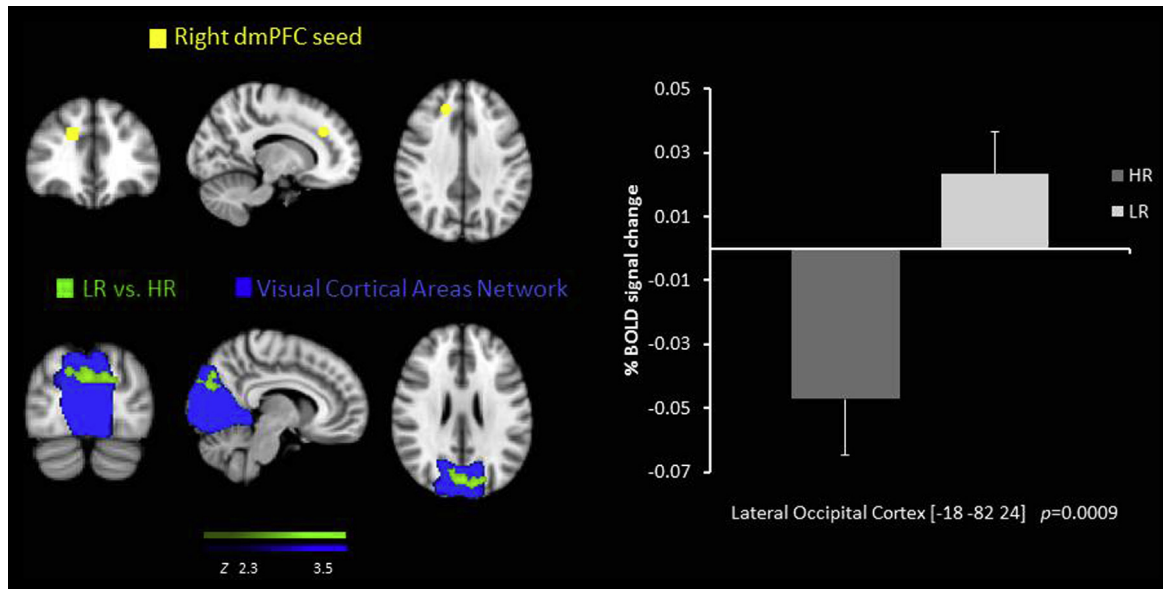 Right dmPFC seed
LR vs. HR
Visual Cortical Areas Network
Z 2.3 3.5
% BOLD signal change
0.05
0.03
0.01
-0.01
-0.03
-0.05
-0.07
HR
LR
Lateral Occipital Cortex [-18 -82 24] p=0.0009